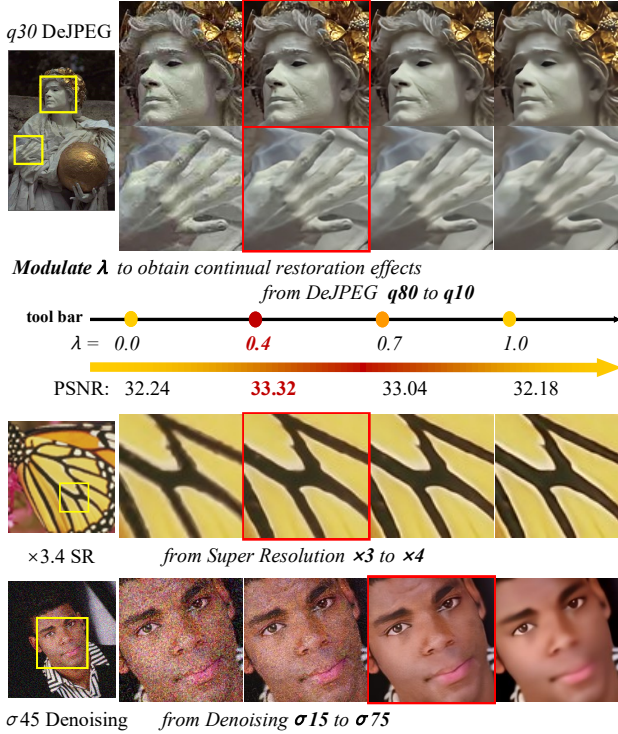 q30 DeJPEG
Modulate λ to obtain continual restoration effects
from DeJPEG q80 to q10
tool bar
λ = 0.0 0.4 0.7 1.0
PSNR: 32.24 33.32 33.04 32.18
×3.4 SR from Super Resolution ×3 to ×4
σ45 Denoising from Denoising σ15 to σ75